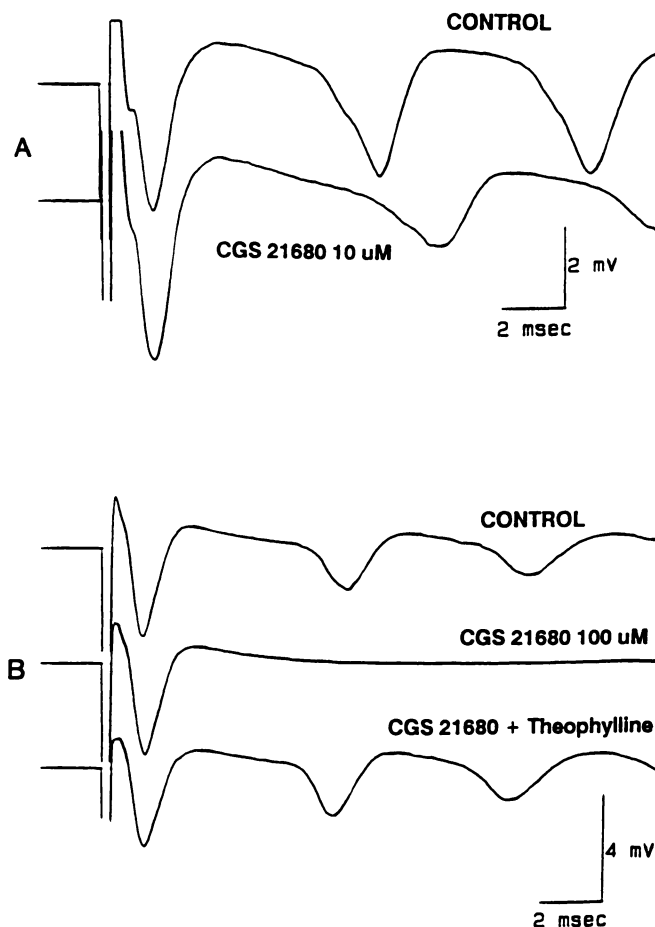 CONTROL
A
CGS 21680 10 uM
2 mV
2 msec
CONTROL
CGS 21680 100 uM
B
CGS 21680 + Theophylline
4 mV
2 msec